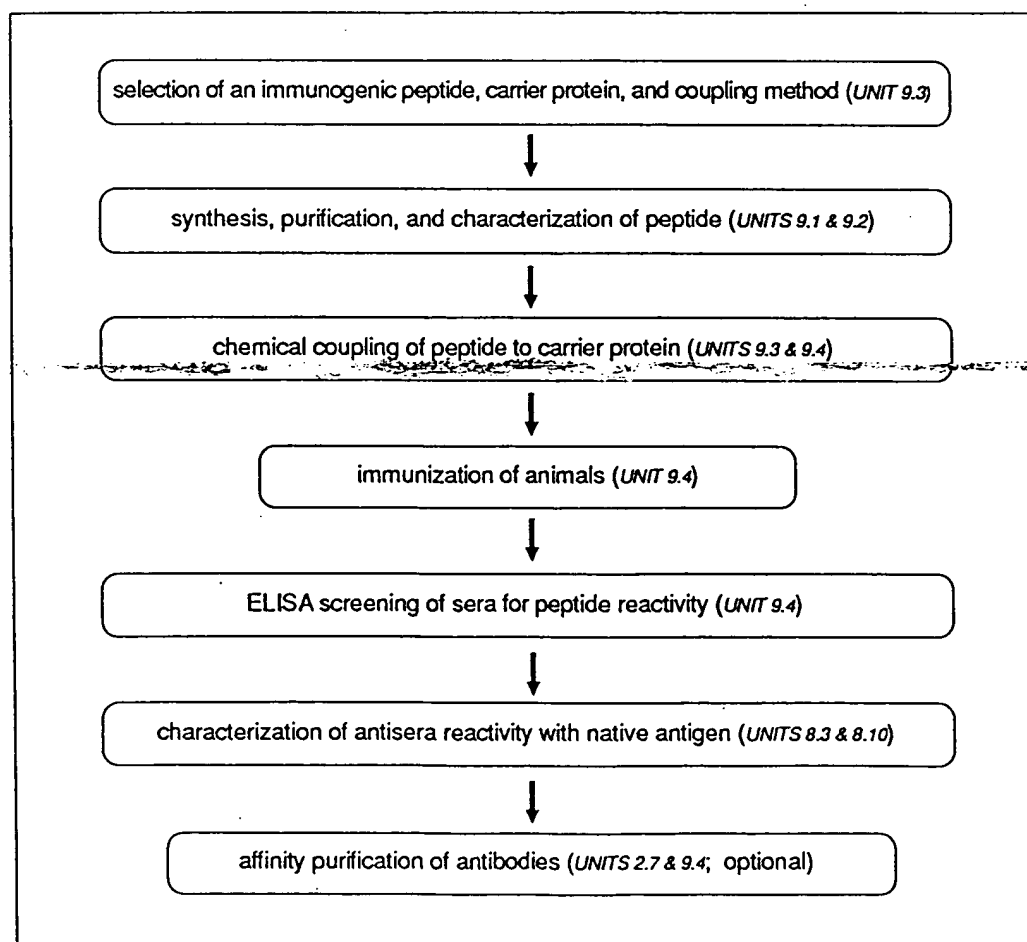 selection of an immunogenic peptide, carrier protein, and coupling method (UNIT 9.3)
synthesis, purification, and characterization of peptide (UNITS 9.1 & 9.2)
chemical coupling of peptide to carrier protein (UNITS 9.3 & 9.4)
immunization of animals (UNIT 9.4)
ELISA screening of sera for peptide reactivity (UNIT 9.4)
characterization of antisera reactivity with native antigen (UNITS 8.3 & 8.10)
affinity purification of antibodies (UNITS 2.7 & 9.4; optional)